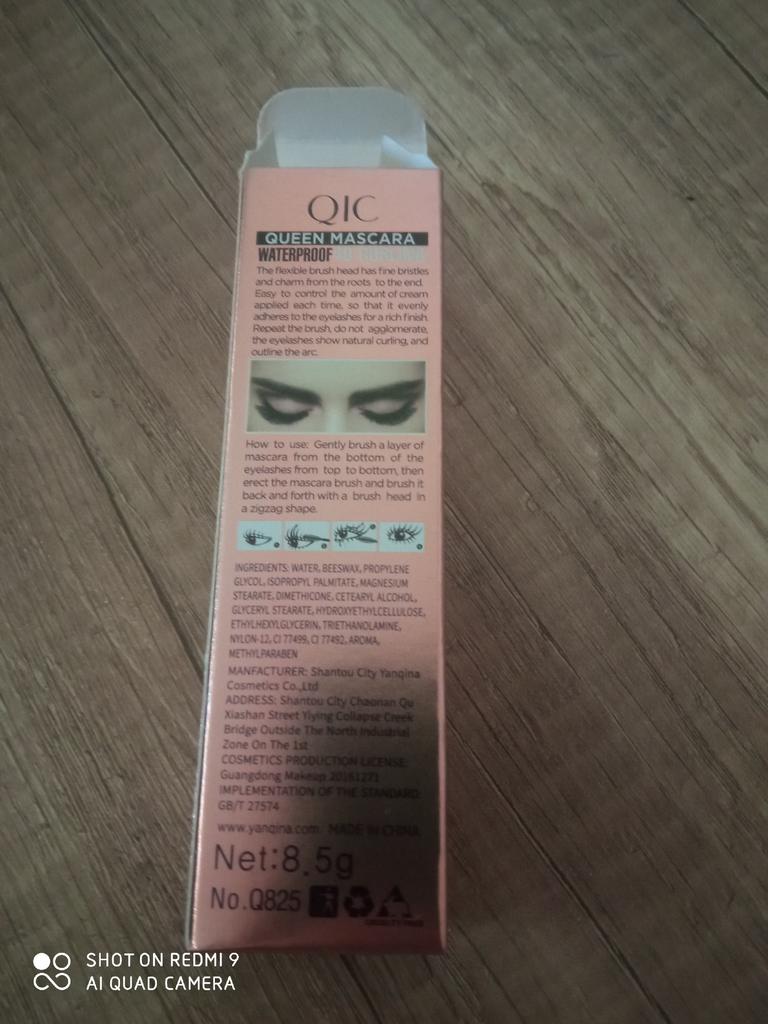 QIC
QUEEN MASCARA
WATERPROOF
The flexible brush head has fine bristles
and charm from the roots to the end.
Easy to control the amount of cream
applied each time, so that it evenly
adheres to the eyelashes for a rich finish.
Repeat the brush, do not agglomerate,
the eyelashes show natural curling, and
outline the arc.
How to use: Gently brush a layer of
mascara from the bottom of the
eyelashes from top to bottom, then
erect the mascara brush and brush it
back and forth with a brush head in
a zigzag shape.
INGREDIENTS: WATER, BEESWAX, PROPYLENE
GLYCOL, ISOPROPYL PALMITATE, MAGNESIUM
STEARATE, DIMETHICONE, CETEARYL ALCOHOL,
GLYCERYL STEARATE, HYDROXYETHYLCELLULOSE,
ETHYLHEXYLGLYCERIN, TRIETHANOLAMINE,
NYLON-12, CI 77499, CI 77492, AROMA,
METHYLPARABEN
MANFACTURER: Shantou City Yanqina
Cosmetics Co.,Ltd
ADDRESS: Shantou City Chaonan Qu
Xiashan Street Yiying Collapse Creek
Bridge Outside The North Industrial
Zone On The 1st
COSMETICS PRODUCTION LICENSE:
Guangdong Makeup 20161271
IMPLEMENTATION OF THE STANDARD:
GB/T 27574
www.yanqina.com MADE IN CHINA
Net:8.5g
No.Q825
CRUELTY FREE
SHOT ON REDMI 9
AI QUAD CAMERA